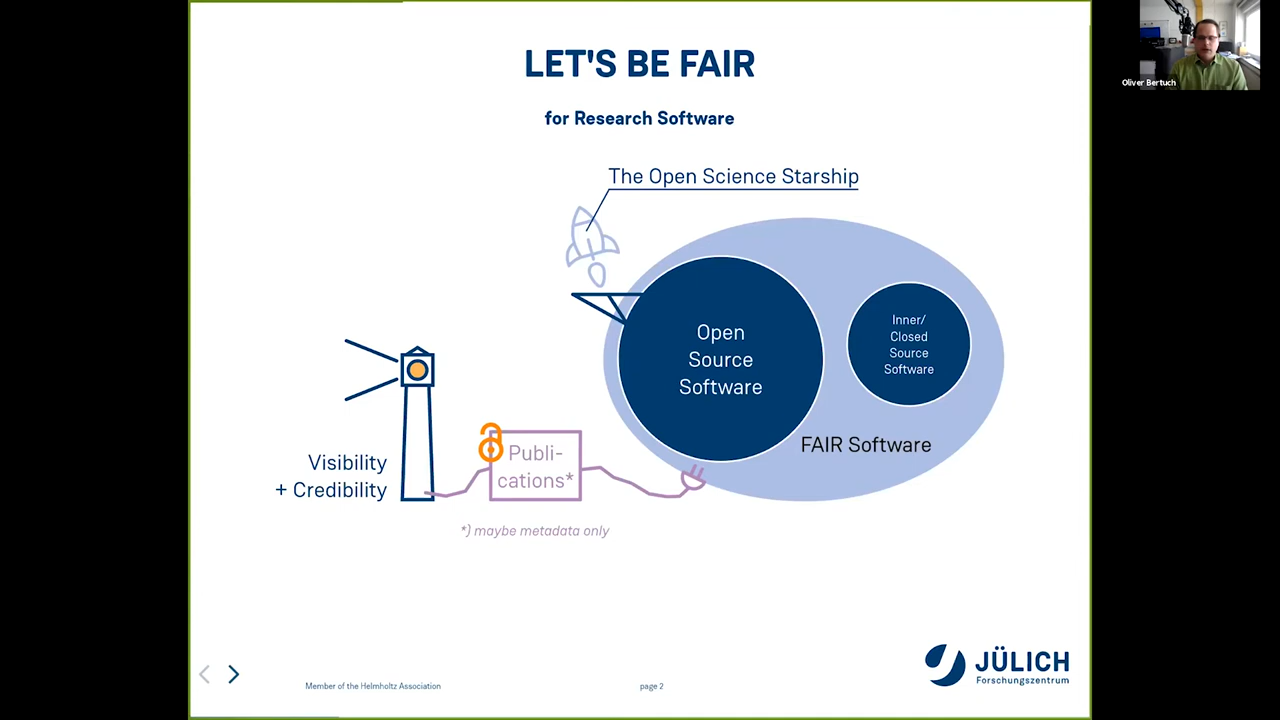 LET'S BE FAIR
for Research Software
The Open Science Starship
Open
Source
Software
Inner/
Closed
Source
Software
FAIR Software
Visibility
+ Credibility
Publi-
cations*
*) maybe metadata only
JÜLICH
Forschungszentrum
Member of the Helmholtz Association
page 2
Oliver Bertuch